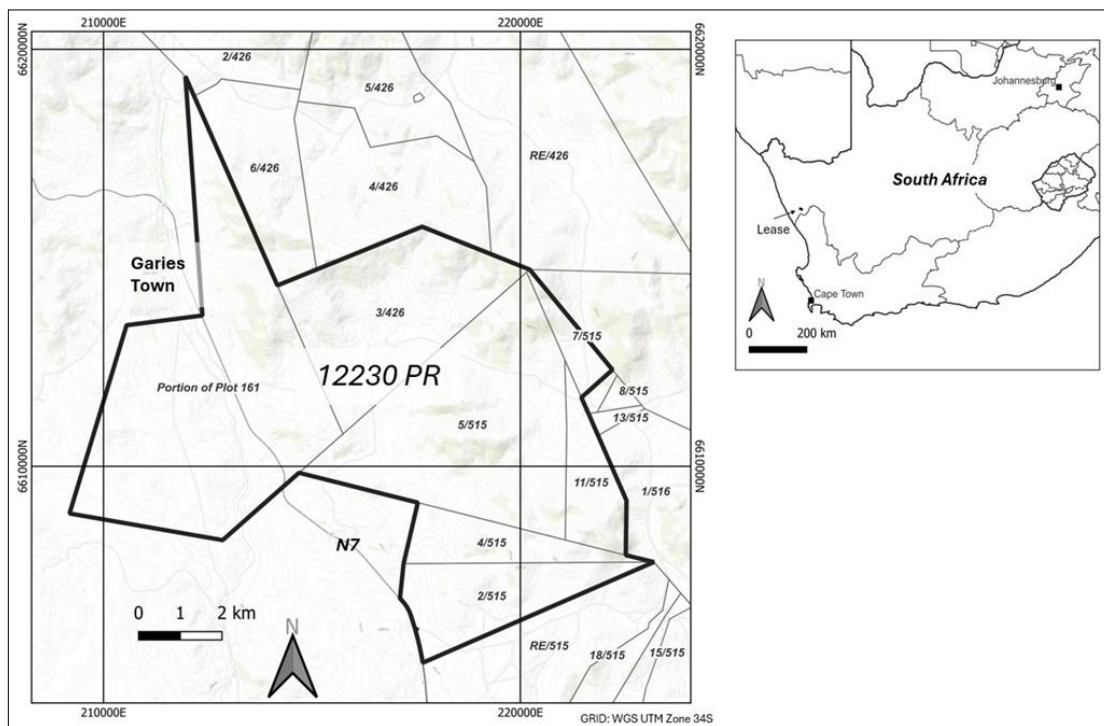 210000E
220000E
6620000N
6620000N
2/426
5/426
6/426
4/426
RE/426
Garies
Town
3/426
7/515
12230 PR
Portion of Plot 161
8/515
13/515
5/515
6610000N
6610000N
11/515
1/516
N7
4/515
2/515
0 1 2 km
N
RE/515
18/515
15/515
210000E
220000E
GRID: WGS UTM Zone 34S
Johannesburg
South Africa
Lease
N
Cape Town
0 200 km